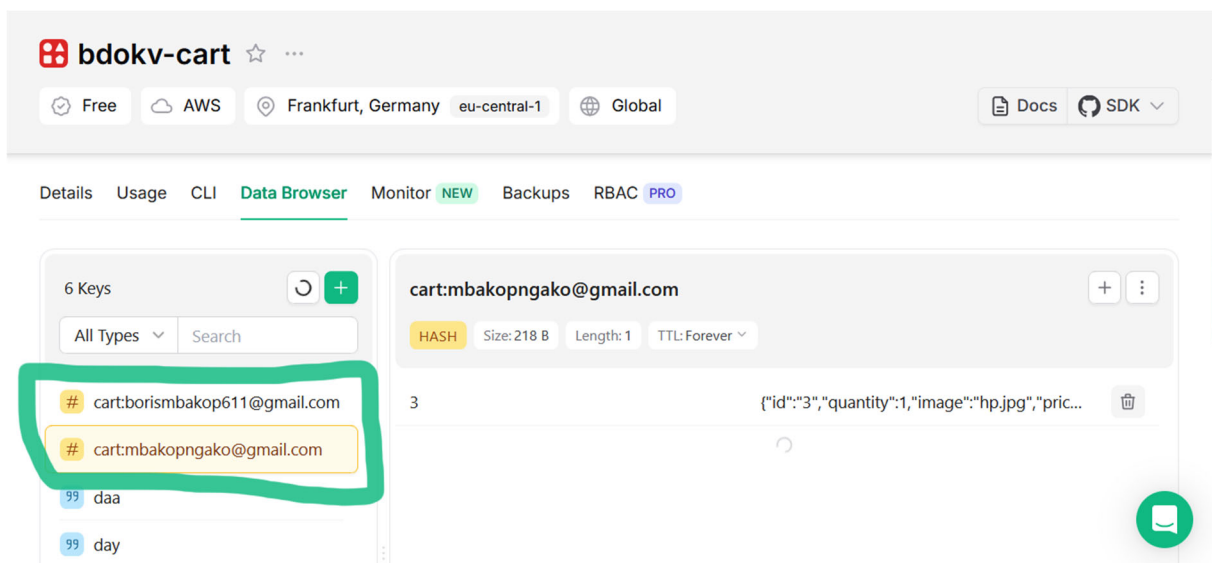 bdokv-cart
Free AWS Frankfurt, Germany eu-central-1 Global Docs SDK
Details Usage CLI Data Browser Monitor NEW Backups RBAC PRO
6 Keys
All Types Search
# cart:borismbakop611@gmail.com
# cart:mbakopngako@gmail.com
99 daa
99 day
cart:mbakopngako@gmail.com
HASH Size: 218 B Length: 1 TTL: Forever
3 {"id":"3","quantity":1,"image":"hp.jpg","pric...